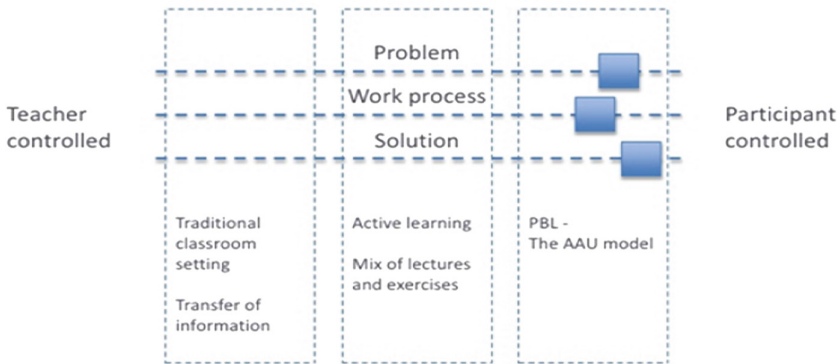 Problem
Work process
Solution
Teacher
controlled
Participant
controlled
Traditional
classroom
setting
Transfer of
information
Active learning
Mix of lectures
and exercises
PBL -
The AAU model